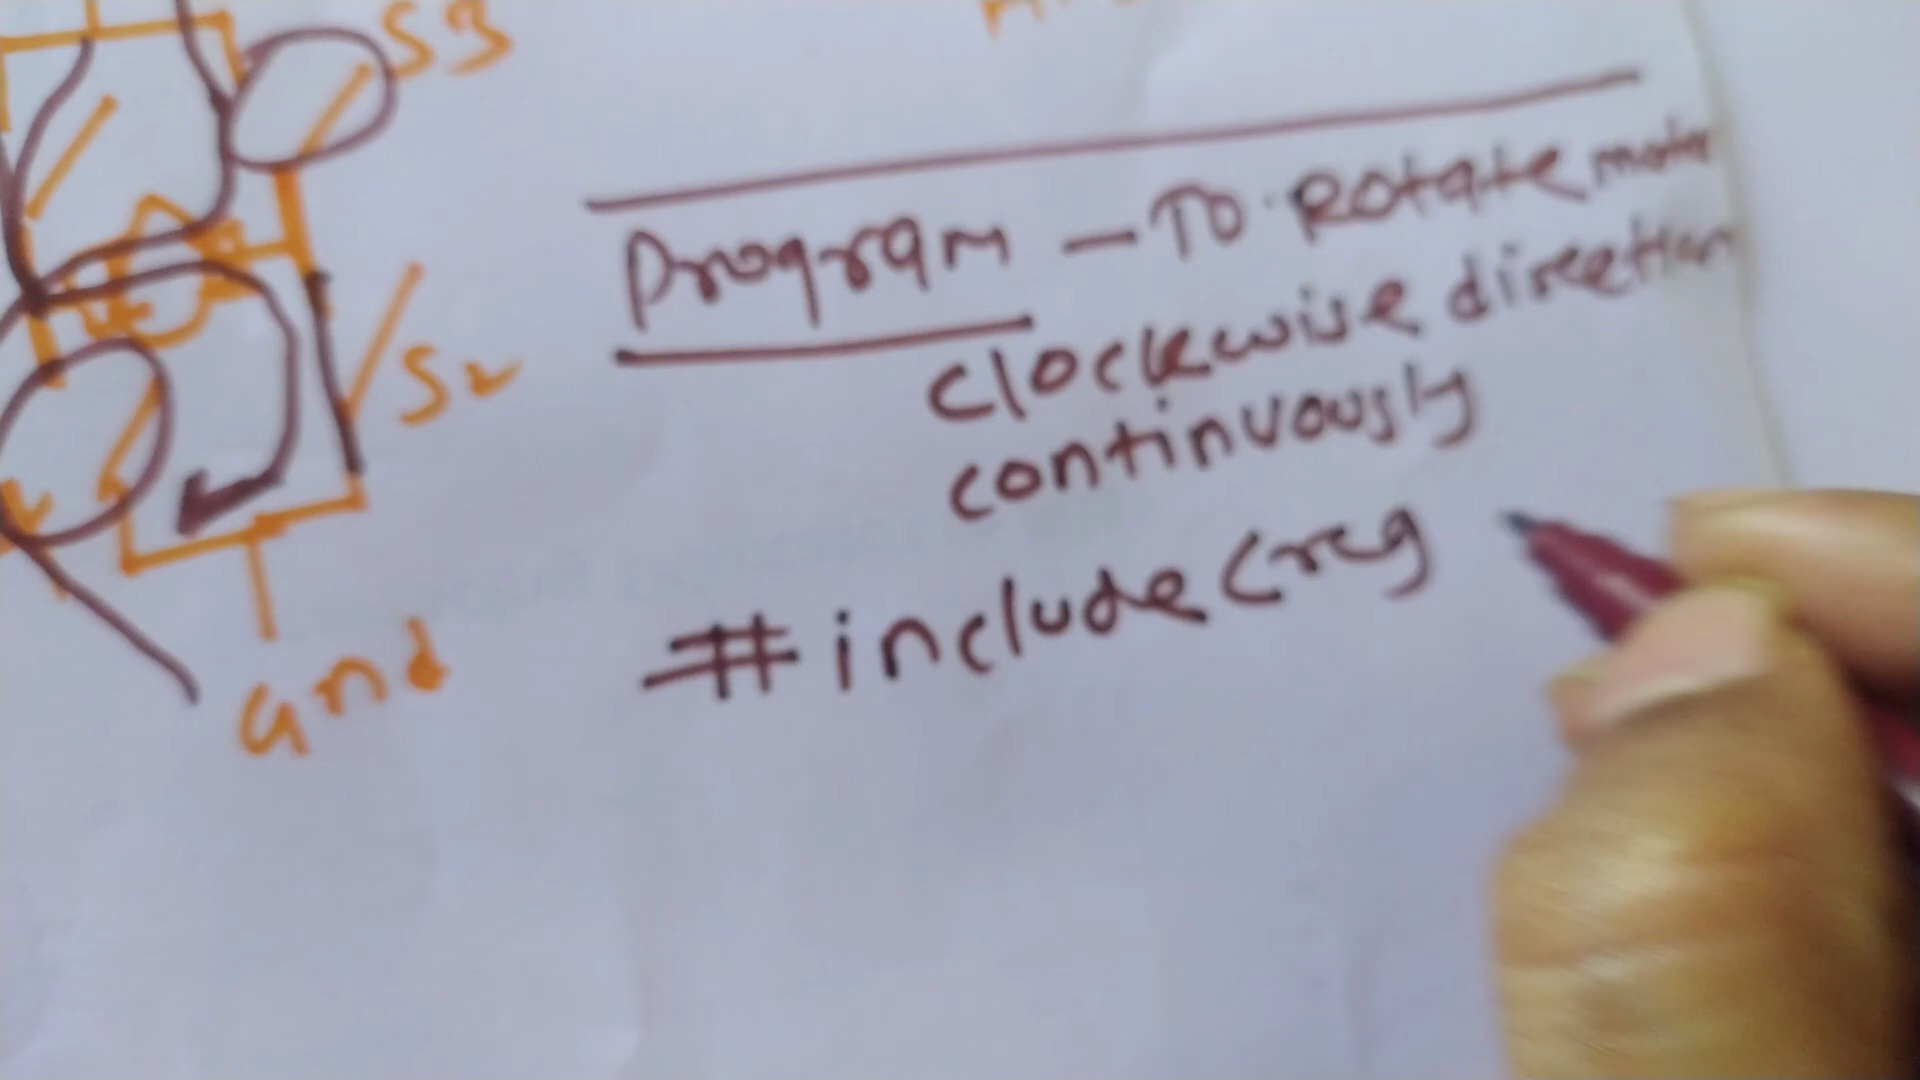 S3
Program - To Rotate motor
clockwise direction
continuously
S2
#include<reg
Gnd